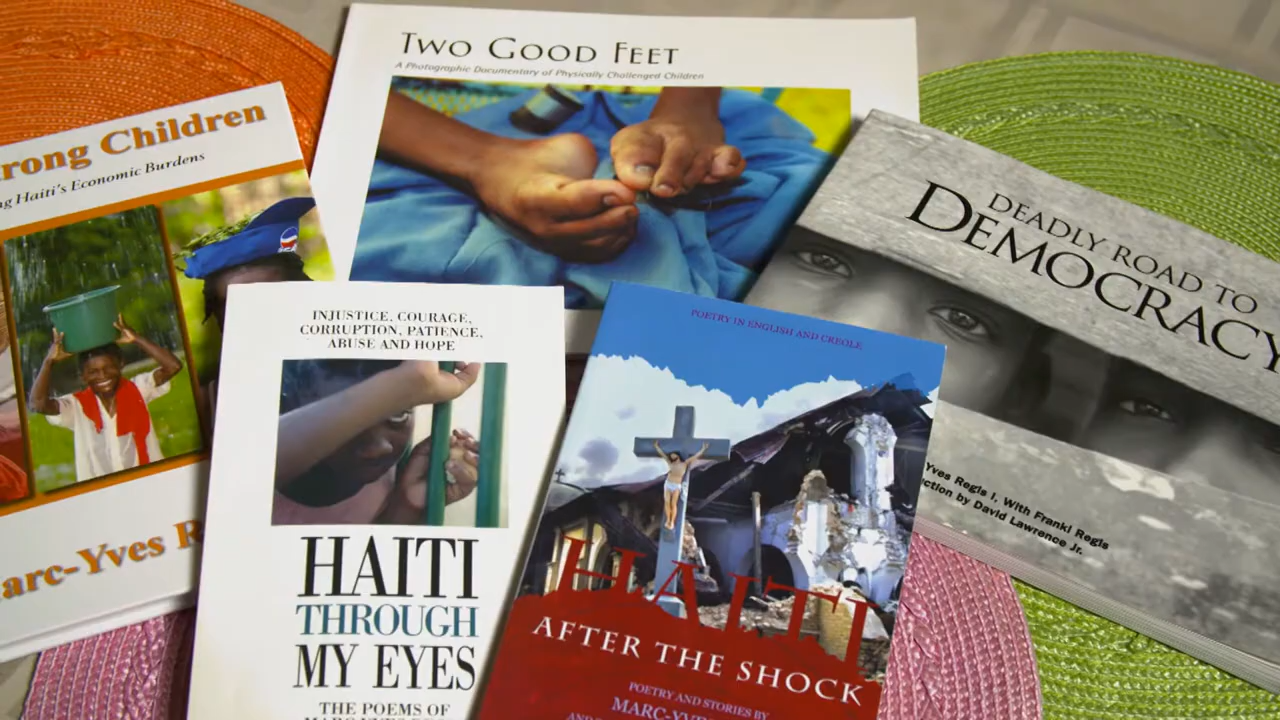 TWO GOOD FEET
A Photographic Documentary of Physically Challenged Children
rong Children
ng Haiti's Economic Burdens
arc-Yves R
INJUSTICE, COURAGE,
CORRUPTION, PATIENCE,
ABUSE AND HOPE
HAITI
THROUGH
MY EYES
THE POEMS OF
POETRY IN ENGLISH AND CREOLE
HAITI
AFTER THE SHOCK
POETRY AND STORIES BY
MARC-YV
DEADLY ROAD TO
DEMOCRACY
Yves Regis I, With Franki Regis
ction by David Lawrence Jr.